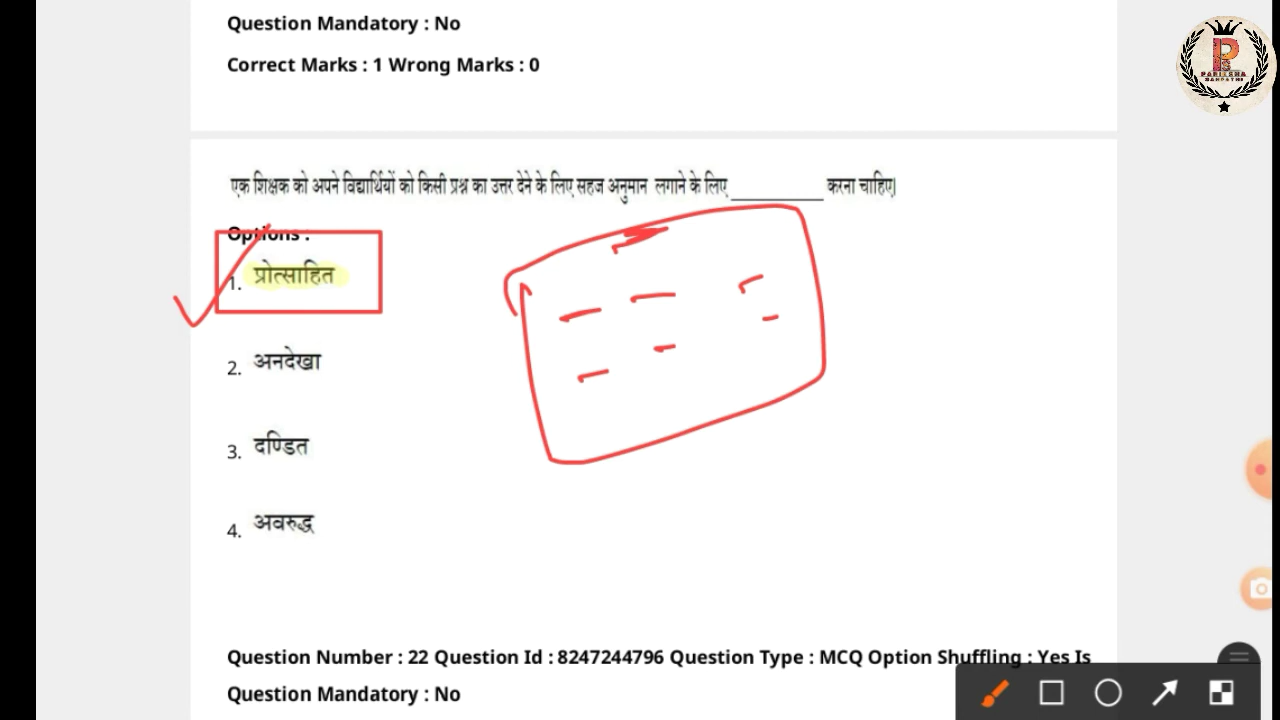 Question Mandatory : No
Correct Marks : 1 Wrong Marks : 0
एक शिक्षक को अपने विद्यार्थियों को किसी प्रश्न का उत्तर देने के लिए सहज अनुमान लगाने के लिए __________ करना चाहिए।
Options :
1. प्रोत्साहित
2. अनदेखा
3. दण्डित
4. अवरुद्ध
Question Number : 22 Question Id : 8247244796 Question Type : MCQ Option Shuffling : Yes Is
Question Mandatory : No